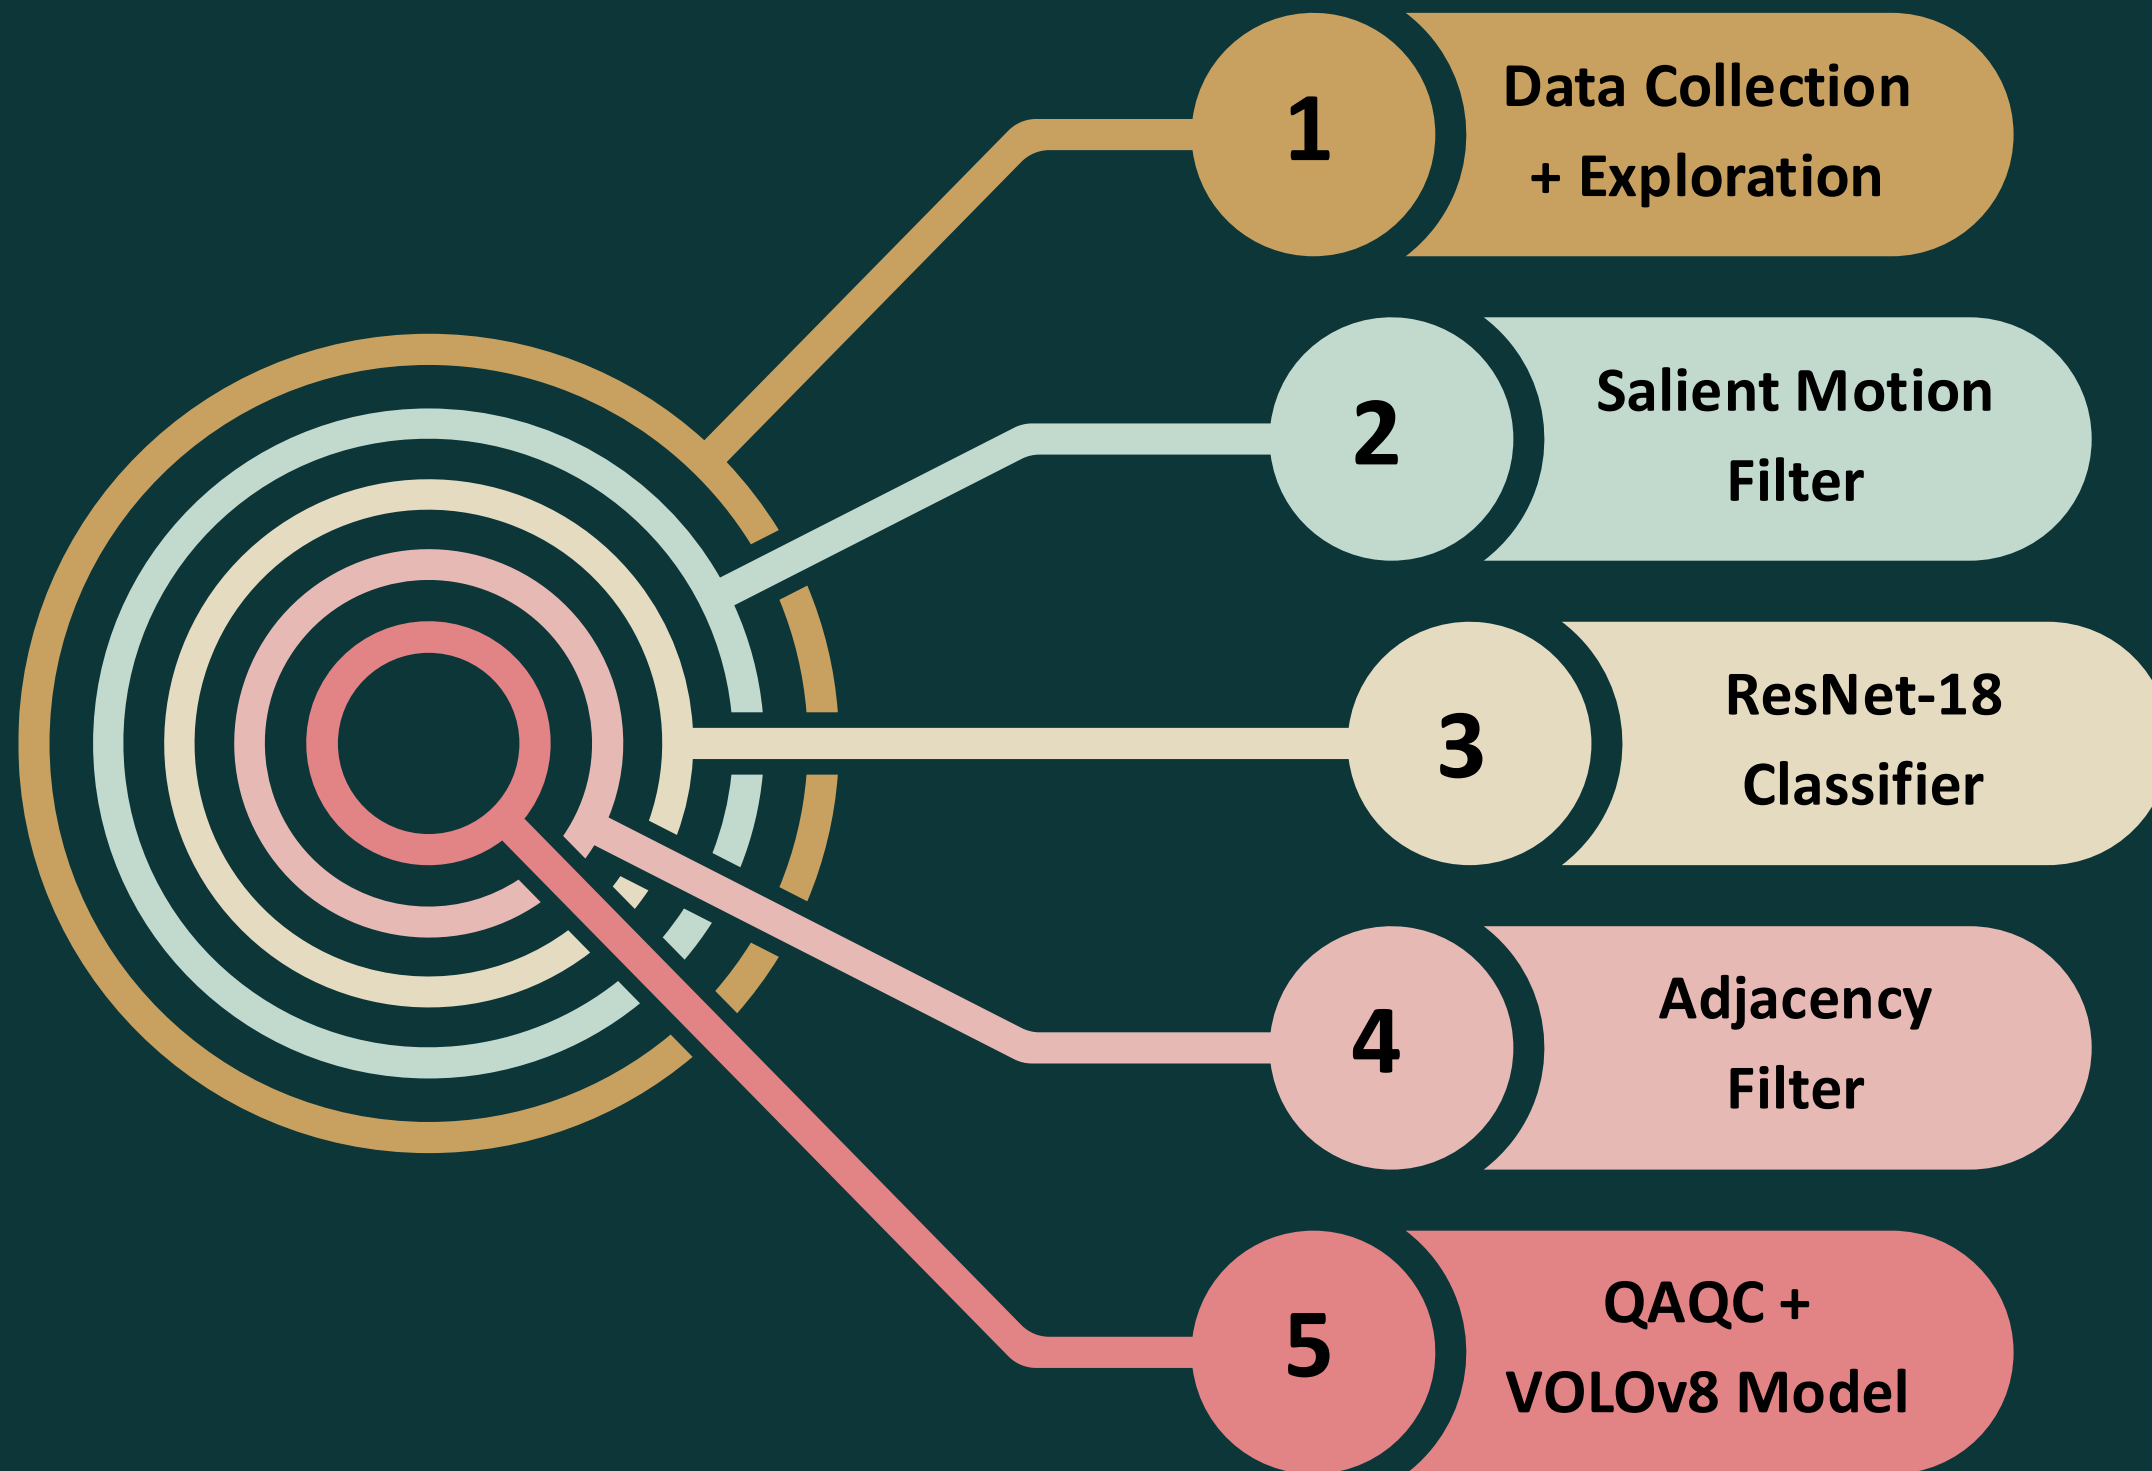 1
Data Collection
+ Exploration
2
Salient Motion
Filter
3
ResNet-18
Classifier
4
Adjacency
Filter
5
QAQC +
VOLOv8 Model